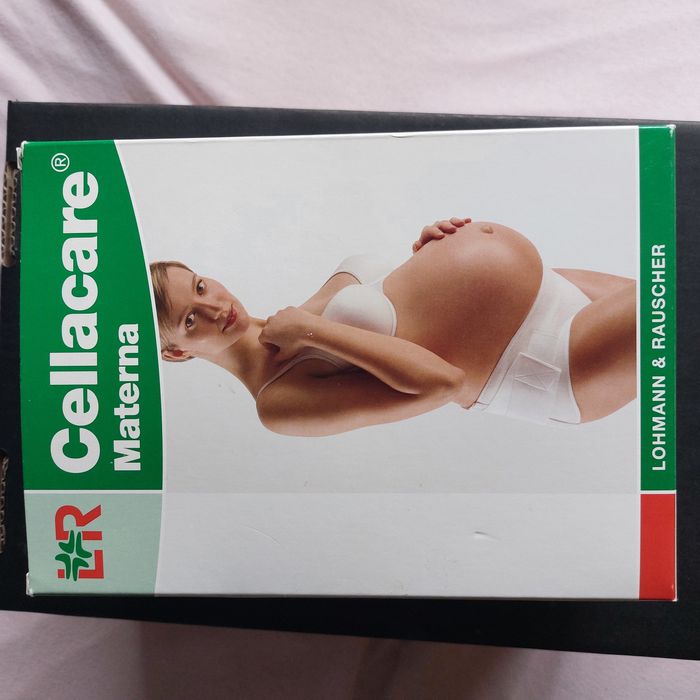 Cellacare®
Materna
L&R
LOHMANN & RAUSCHER